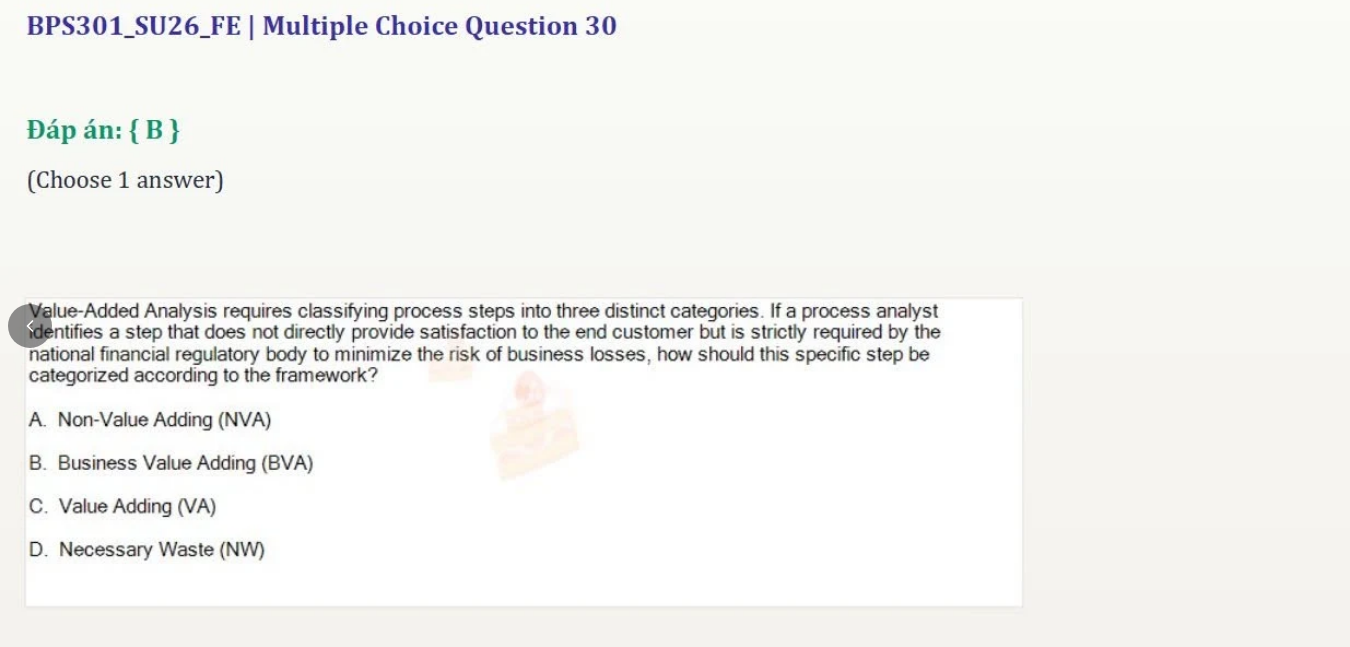 BPS301_SU26_FE | Multiple Choice Question 30
Đáp án: { B }
(Choose 1 answer)
Value-Added Analysis requires classifying process steps into three distinct categories. If a process analyst
identifies a step that does not directly provide satisfaction to the end customer but is strictly required by the
national financial regulatory body to minimize the risk of business losses, how should this specific step be
categorized according to the framework?
A. Non-Value Adding (NVA)
B. Business Value Adding (BVA)
C. Value Adding (VA)
D. Necessary Waste (NW)